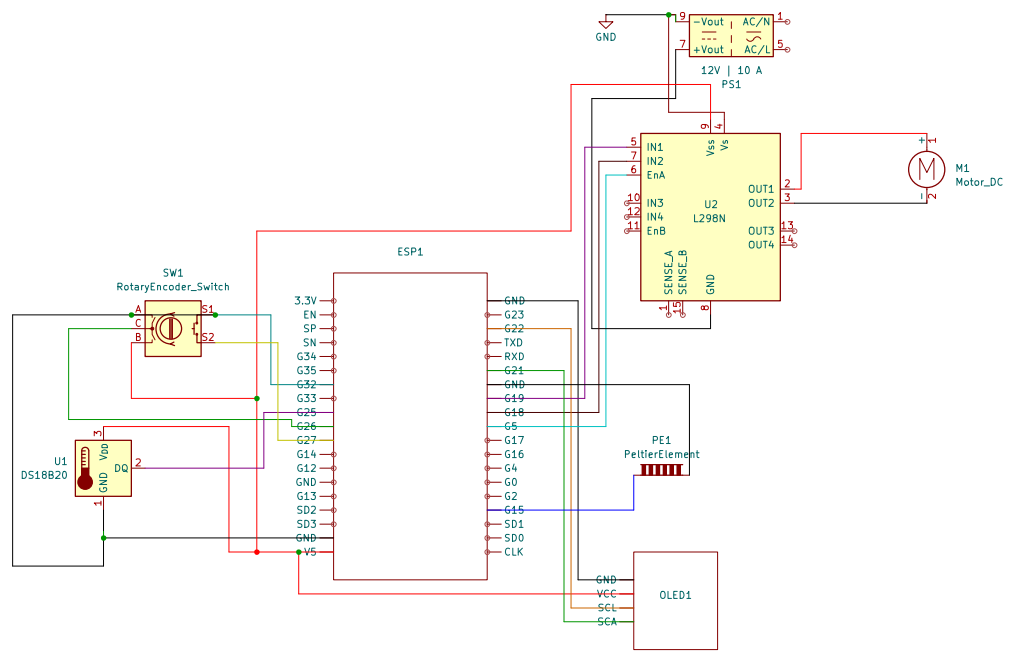 9 -Vout AC/N 1
GND
7 +Vout AC/L 5
12V | 10 A
PS1
9 4
Vss Vs
5 IN1
7 IN2
6 EnA
10 IN3
12 IN4
11 EnB
U2
L298N
OUT1 2
OUT2 3
OUT3 13
OUT4 14
SENSE_A SENSE_B GND
1 15 8
+ 1
M
M1
Motor_DC
- 2
ESP1
SW1
RotaryEncoder_Switch
A S1
C
B S2
3.3V
EN
SP
SN
G34
G35
G32
G33
G25
G26
G27
G14
G12
GND
G13
SD2
SD3
GND
V5
GND
G23
G22
TXD
RXD
G21
GND
G19
G18
G5
G17
G16
G4
G0
G2
G15
SD1
SD0
CLK
3
VDD
U1
DS18B20
DQ 2
GND
1
PE1
PeltierElement
GND
VCC
SCL
SCA
OLED1